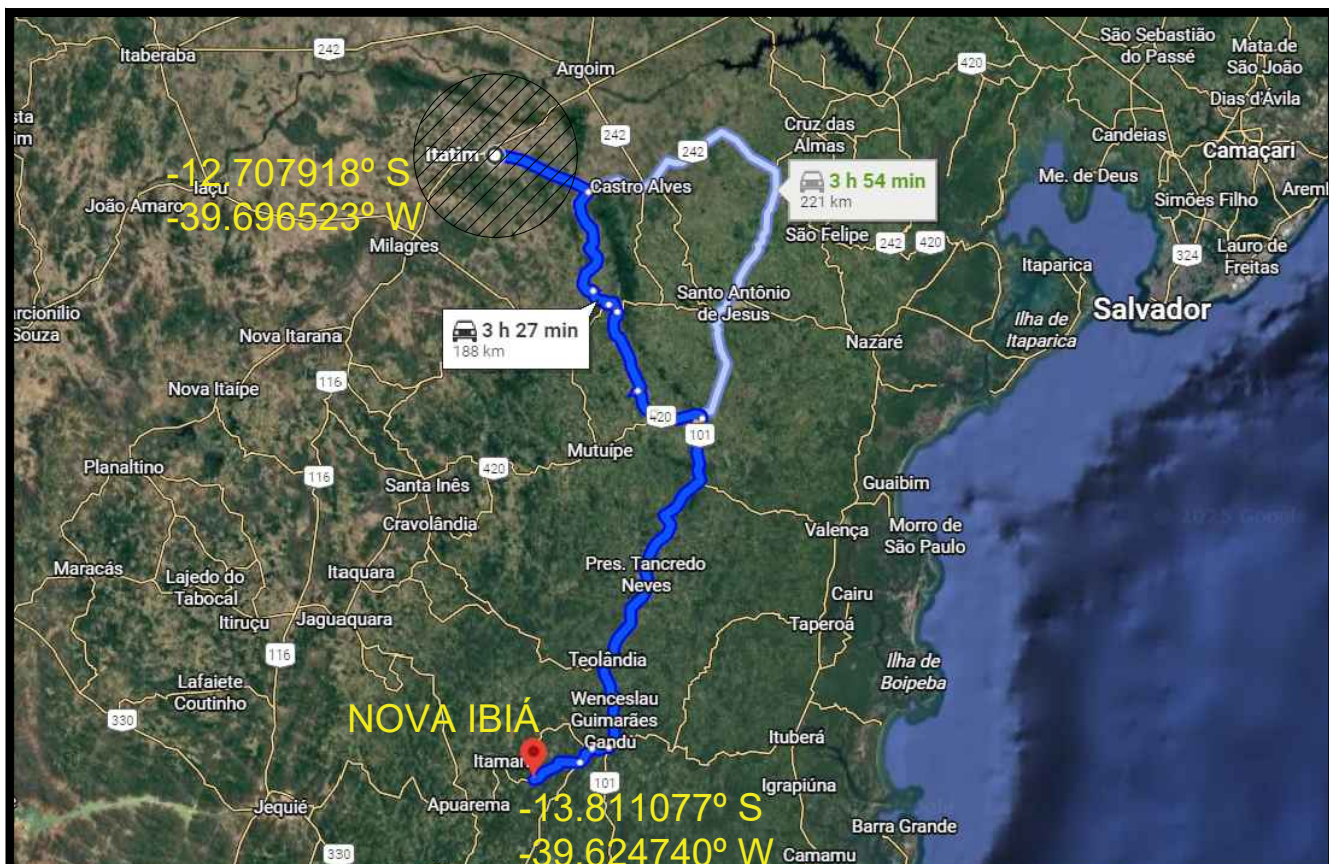 São Sebastião
do Passé
Mata de
São João
242
Itaberaba
420
Argoim
Dias d'Ávila
242
Cruz das
Almas
Candeias
Camaçari
itatim
242
3 h 54 min
221 km
Me. de Deus
-12.707918º S
Iaçu
Castro Alves
Simões Filho
João Amaro
-39.696523º W
São Felipe
242
420
Milagres
324
Lauro de
Freitas
Itaparica
Santo Antônio
de Jesus
Salvador
Souza
3 h 27 min
188 km
Ilha de
Itaparica
Nova Itarana
Nazaré
Nova Itaípe
116
420
101
Mutuípe
Planaltino
116
420
Santa Inês
Guaibim
Cravolândia
Valença
Morro de
São Paulo
Maracás
Lajedo do
Tabocal
Itaquara
Pres. Tancredo
Neves
Cairu
Itiruçu
Jaguaquara
Taperoá
116
Teolândia
Ilha de
Boipeba
Lafaiete
Coutinho
Wenceslau
Guimarães
330
NOVA IBIÁ
Gandu
Ituberá
Itamari
101
Igrapiúna
Jequié
Apuarema
-13.811077º S
Barra Grande
330
-39.624740º W
Camamu